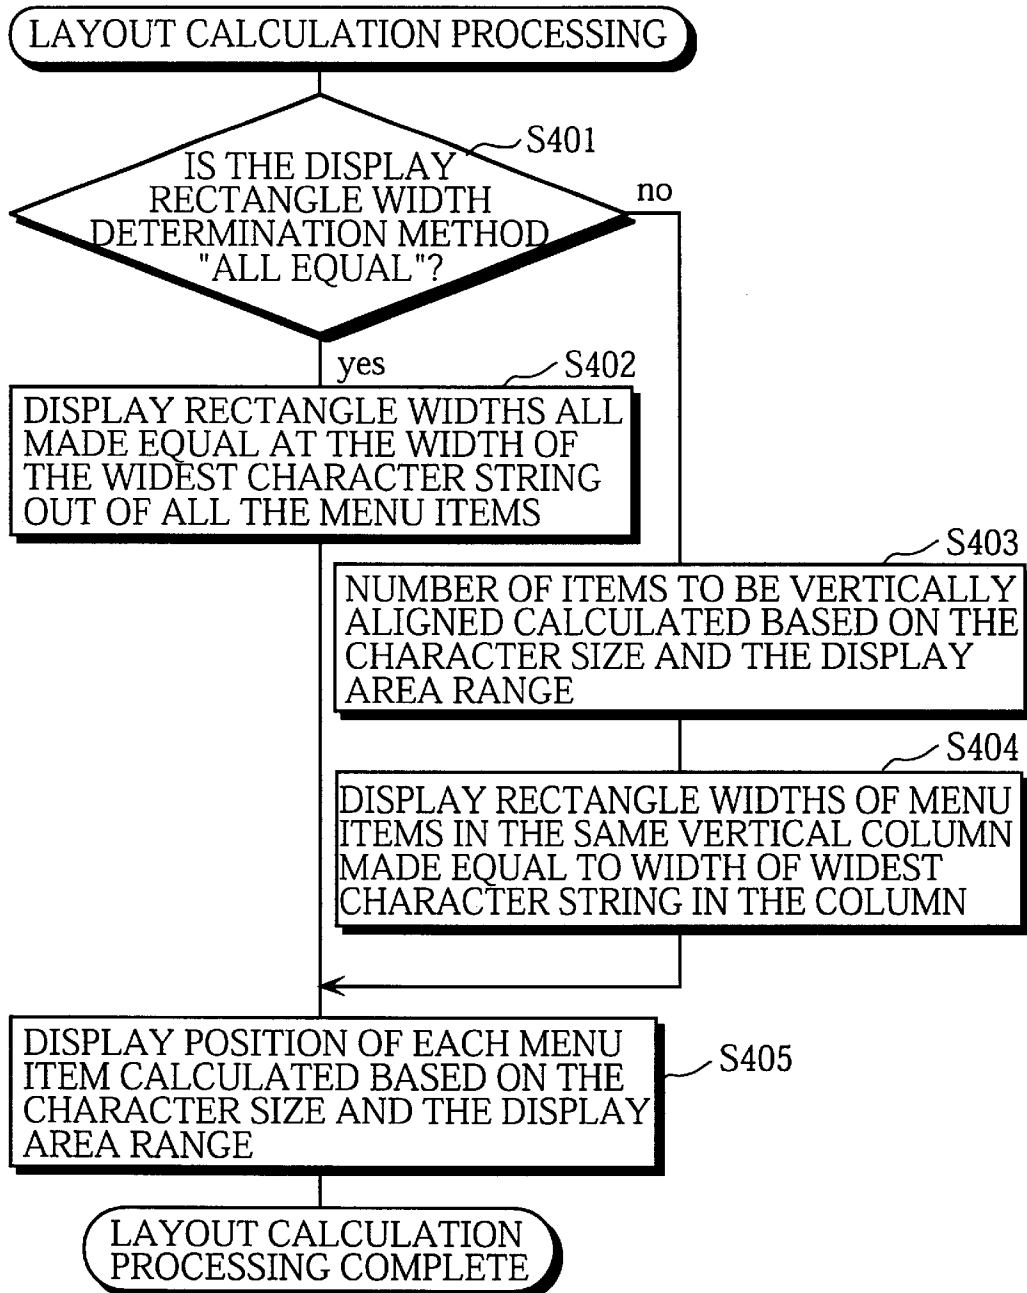 LAYOUT CALCULATION PROCESSING
S401
IS THE DISPLAY
RECTANGLE WIDTH
DETERMINATION METHOD
"ALL EQUAL"?
no
yes
S402
DISPLAY RECTANGLE WIDTHS ALL
MADE EQUAL AT THE WIDTH OF
THE WIDEST CHARACTER STRING
OUT OF ALL THE MENU ITEMS
S403
NUMBER OF ITEMS TO BE VERTICALLY
ALIGNED CALCULATED BASED ON THE
CHARACTER SIZE AND THE DISPLAY
AREA RANGE
S404
DISPLAY RECTANGLE WIDTHS OF MENU
ITEMS IN THE SAME VERTICAL COLUMN
MADE EQUAL TO WIDTH OF WIDEST
CHARACTER STRING IN THE COLUMN
DISPLAY POSITION OF EACH MENU
ITEM CALCULATED BASED ON THE
CHARACTER SIZE AND THE DISPLAY
AREA RANGE
S405
LAYOUT CALCULATION
PROCESSING COMPLETE